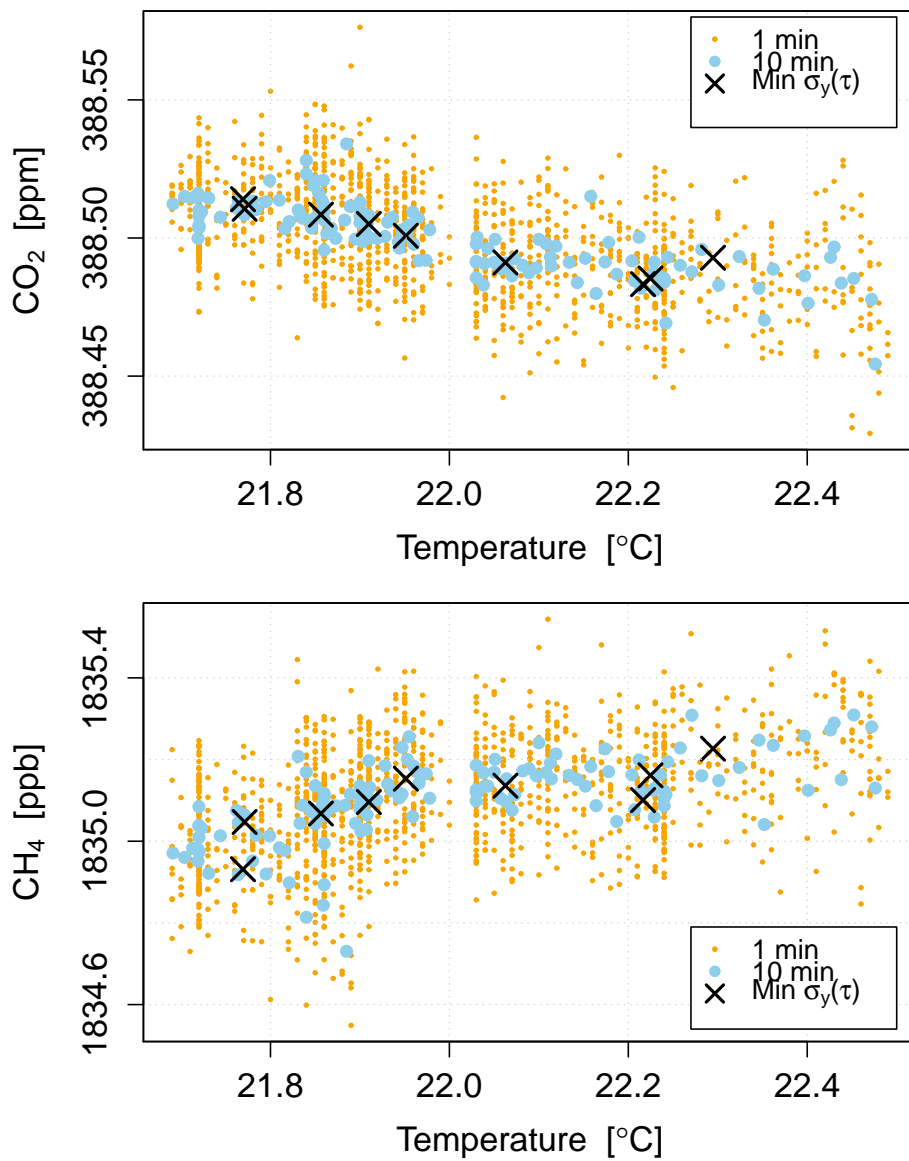 1 min
10 min
Min σy(τ)
388.55
388.50
388.45
CO2 [ppm]
21.8 22.0 22.2 22.4
Temperature [°C]
1835.4
1835.0
1834.6
CH4 [ppb]
1 min
10 min
Min σy(τ)
21.8 22.0 22.2 22.4
Temperature [°C]